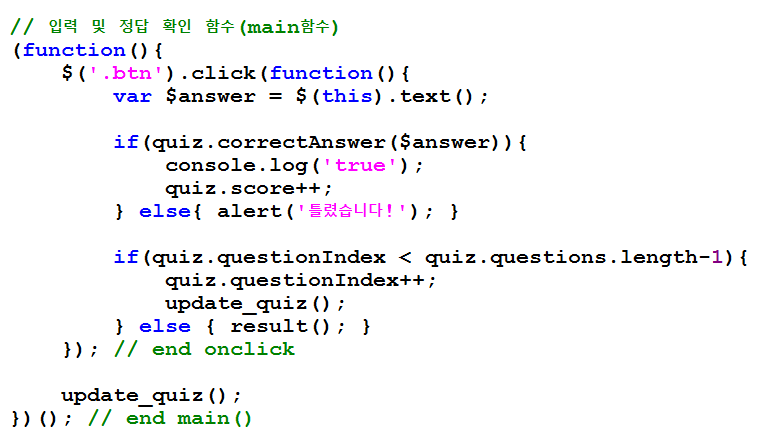 // 입력 및 정답 확인 함수(main함수)
(function(){
    $('.btn').click(function(){
        var $answer = $(this).text();

        if(quiz.correctAnswer($answer)){
            console.log('true');
            quiz.score++;
        } else{ alert('틀렸습니다!'); }

        if(quiz.questionIndex < quiz.questions.length-1){
            quiz.questionIndex++;
            update_quiz();
        } else { result(); }
    }); // end onclick

    update_quiz();
})(); // end main()